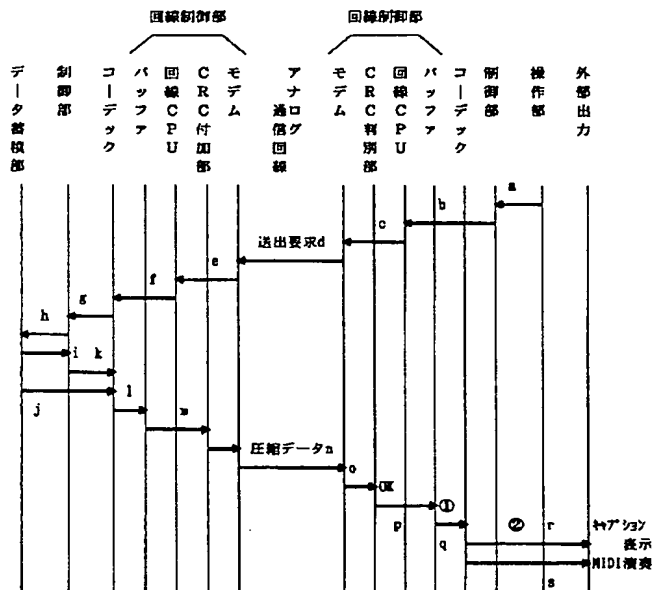 回線制御部
回線制御部
データ蓄積部
制御部
コーデック
バッファ
回線CPU
CRC付加部
モデム
アナログ
通信回線
モデム
CRC判別部
回線CPU
バッファ
コーデック
制御部
操作部
外部出力
a
b
c
送出要求d
e
f
g
h
i k
j
l
m
圧縮データn
o
OK
p
①
q
② r
ｷｬﾌﾟｼｮﾝ
表示
MIDI演奏
s